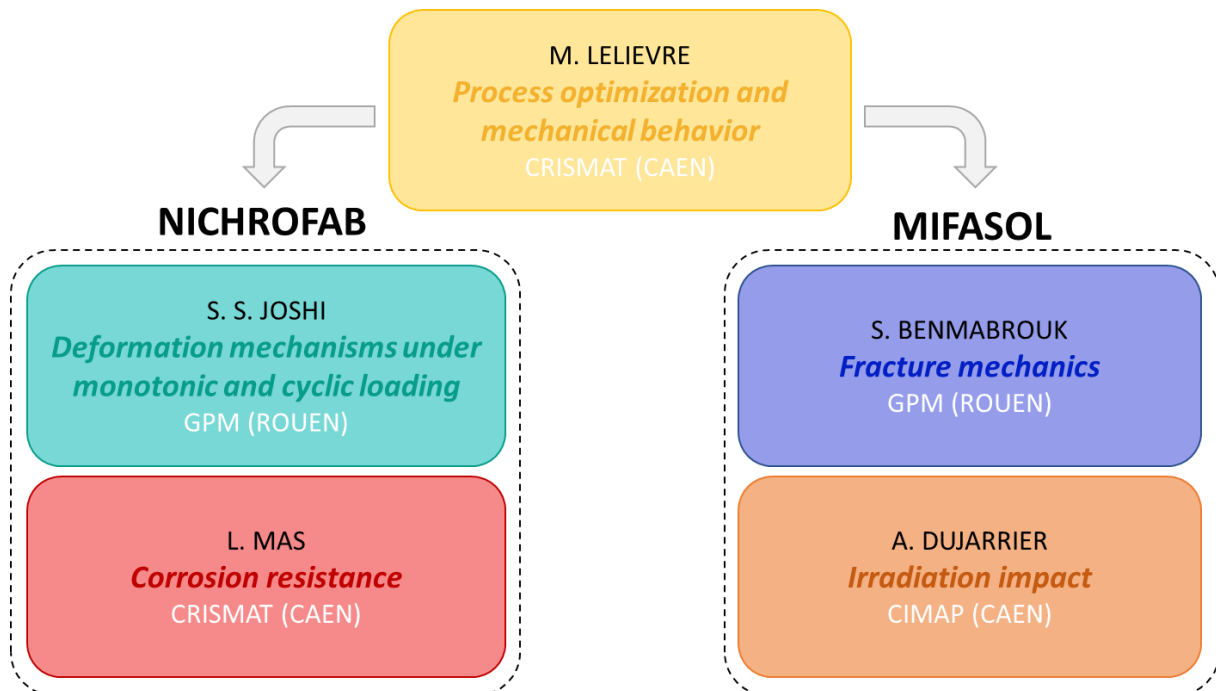 M. LELIEVRE
Process optimization and
mechanical behavior
CRISMAT (CAEN)
NICHROFAB
S. S. JOSHI
Deformation mechanisms under
monotonic and cyclic loading
GPM (ROUEN)
L. MAS
Corrosion resistance
CRISMAT (CAEN)
MIFASOL
S. BENMABROUK
Fracture mechanics
GPM (ROUEN)
A. DUJARRIER
Irradiation impact
CIMAP (CAEN)